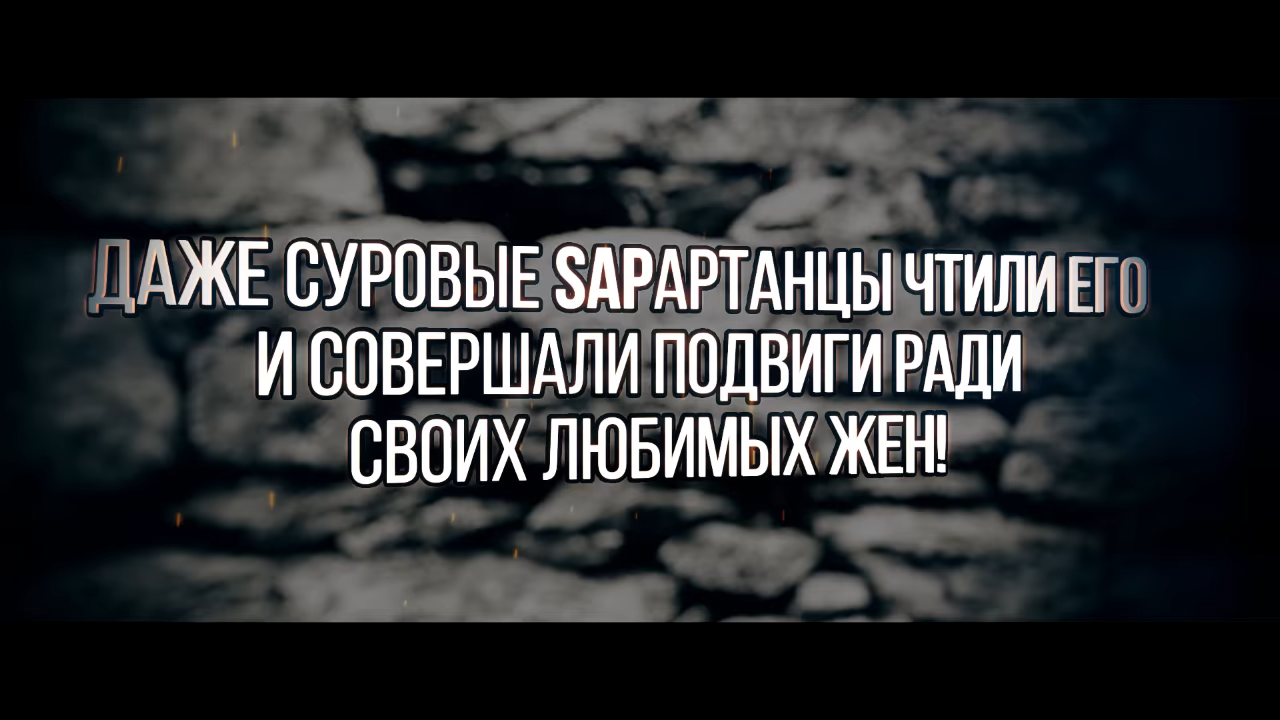 ДАЖЕ СУРОВЫЕ SAPАРТАНЦЫ ЧТИЛИ ЕГО
И СОВЕРШАЛИ ПОДВИГИ РАДИ
СВОИХ ЛЮБИМЫХ ЖЕН!